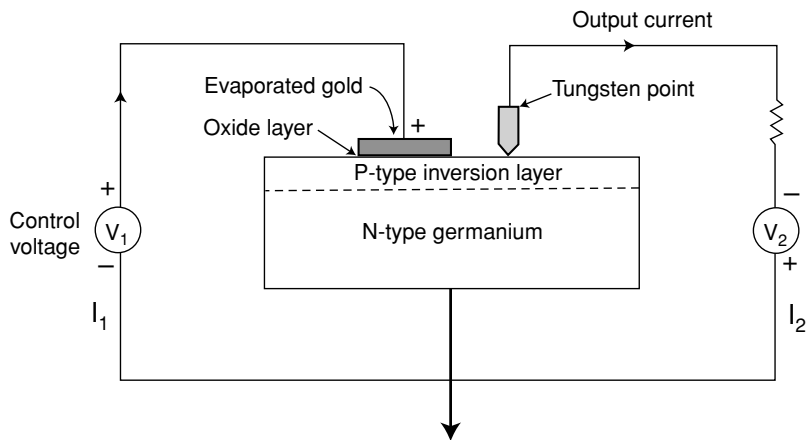 Output current
Evaporated gold
Tungsten point
+
Oxide layer
P-type inversion layer
+
−
Control
voltage
V₁
N-type germanium
V₂
−
+
I₁
I₂